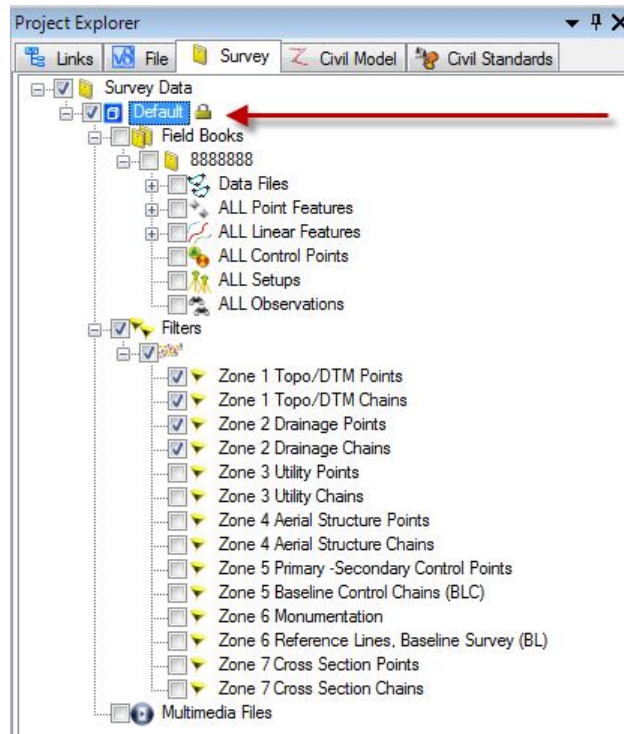 Project Explorer
Links File Survey Civil Model Civil Standards
Survey Data
Default
Field Books
8888888
Data Files
ALL Point Features
ALL Linear Features
ALL Control Points
ALL Setups
ALL Observations
Filters
Zone 1 Topo/DTM Points
Zone 1 Topo/DTM Chains
Zone 2 Drainage Points
Zone 2 Drainage Chains
Zone 3 Utility Points
Zone 3 Utility Chains
Zone 4 Aerial Structure Points
Zone 4 Aerial Structure Chains
Zone 5 Primary -Secondary Control Points
Zone 5 Baseline Control Chains (BLC)
Zone 6 Monumentation
Zone 6 Reference Lines, Baseline Survey (BL)
Zone 7 Cross Section Points
Zone 7 Cross Section Chains
Multimedia Files